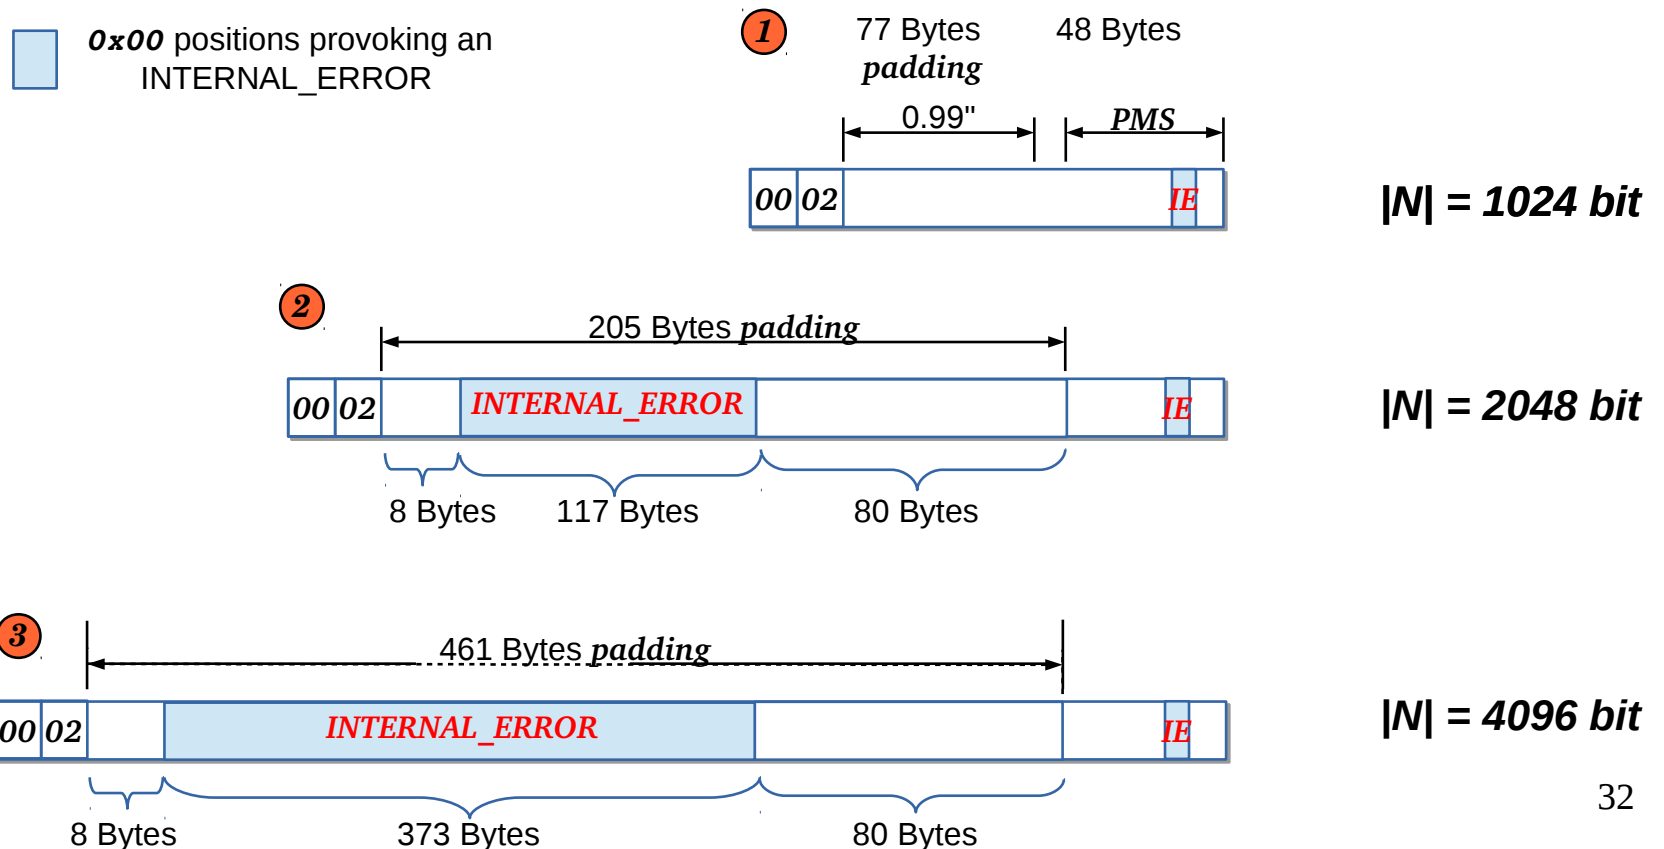 0x00 positions provoking an
INTERNAL_ERROR
1
77 Bytes
padding
48 Bytes
0.99"
PMS
00 02
IE
|N| = 1024 bit
2
205 Bytes padding
00 02
INTERNAL_ERROR
IE
|N| = 2048 bit
8 Bytes
117 Bytes
80 Bytes
3
461 Bytes padding
00 02
INTERNAL_ERROR
IE
|N| = 4096 bit
8 Bytes
373 Bytes
80 Bytes
32